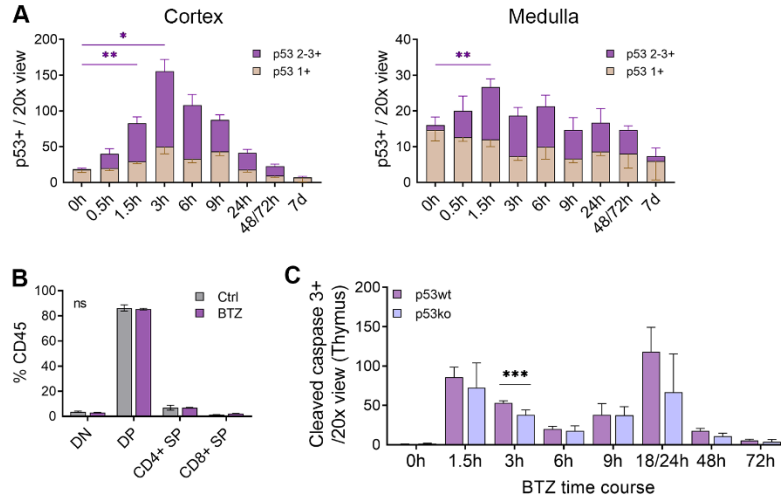 A
Cortex
p53+ / 20x view
200
150
100
50
0
*
**
p53 2-3+
p53 1+
0h
0.5h
1.5h
3h
6h
9h
24h
48/72h
7d
Medulla
p53+ / 20x view
40
30
20
10
0
**
p53 2-3+
p53 1+
0h
0.5h
1.5h
3h
6h
9h
24h
48/72h
7d
B
% CD45
100
80
60
40
20
0
ns
Ctrl
BTZ
DN
DP
CD4+ SP
CD8+ SP
C
Cleaved caspase 3+
/20x view (Thymus)
200
150
100
50
0
p53wt
p53ko
***
0h
1.5h
3h
6h
9h
18/24h
48h
72h
BTZ time course